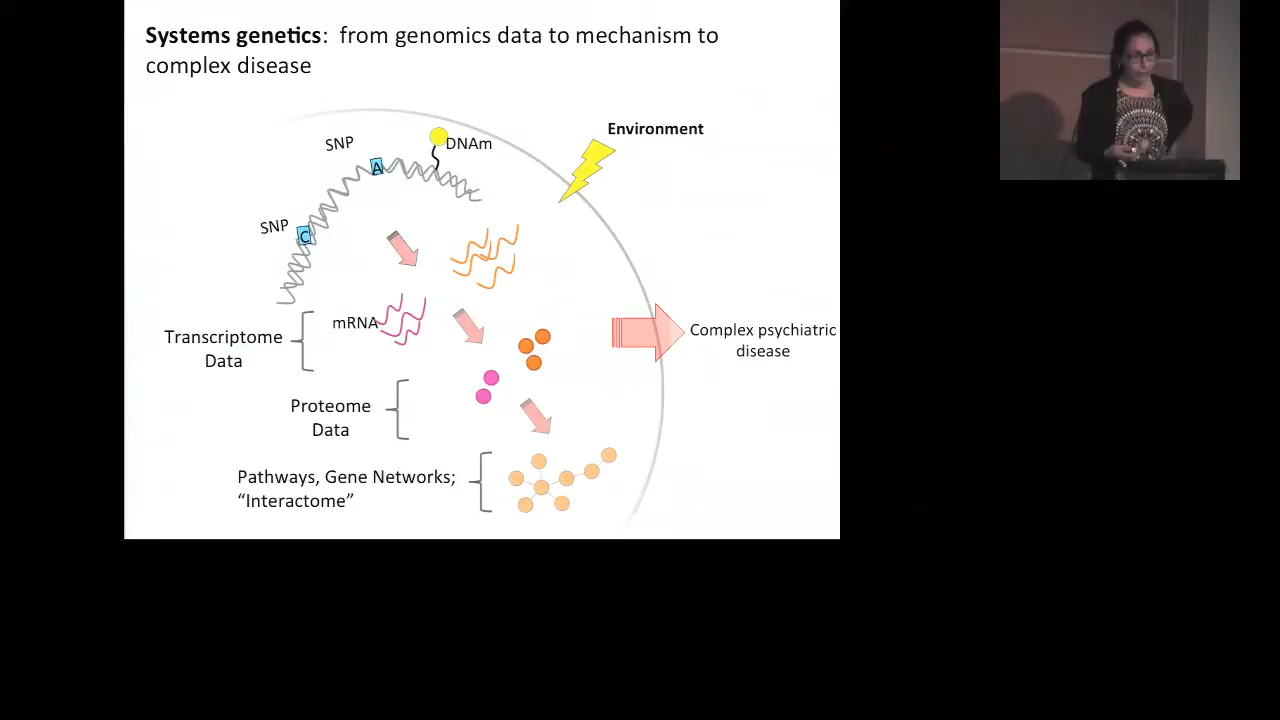 Systems genetics: from genomics data to mechanism to
complex disease
Environment
SNP
DNAm
A
SNP
C
mRNA
Transcriptome
Data
Complex psychiatric
disease
Proteome
Data
Pathways, Gene Networks;
“Interactome”